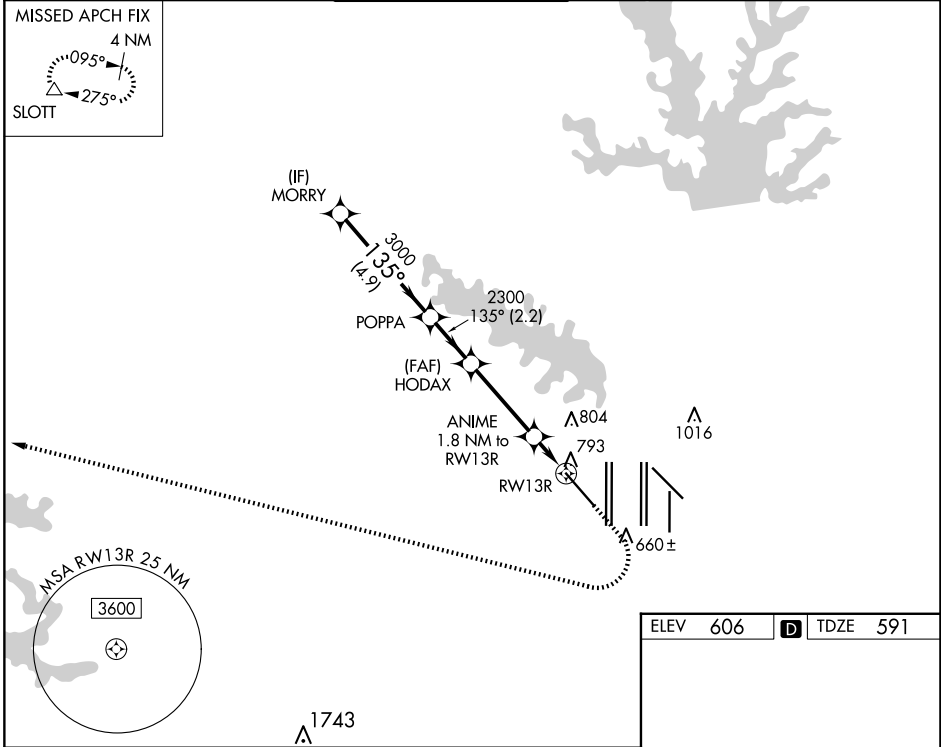 MISSED APCH FIX
4 NM
095°
275°
SLOTT
(IF)
MORRY
3000
135°
(4.9)
POPPA
2300
135° (2.2)
(FAF)
HODAX
ANIME
1.8 NM to
RW13R
804
793
1016
RW13R
660 ±
MSA RW13R 25 NM
3600
1743
ELEV 606 D TDZE 591